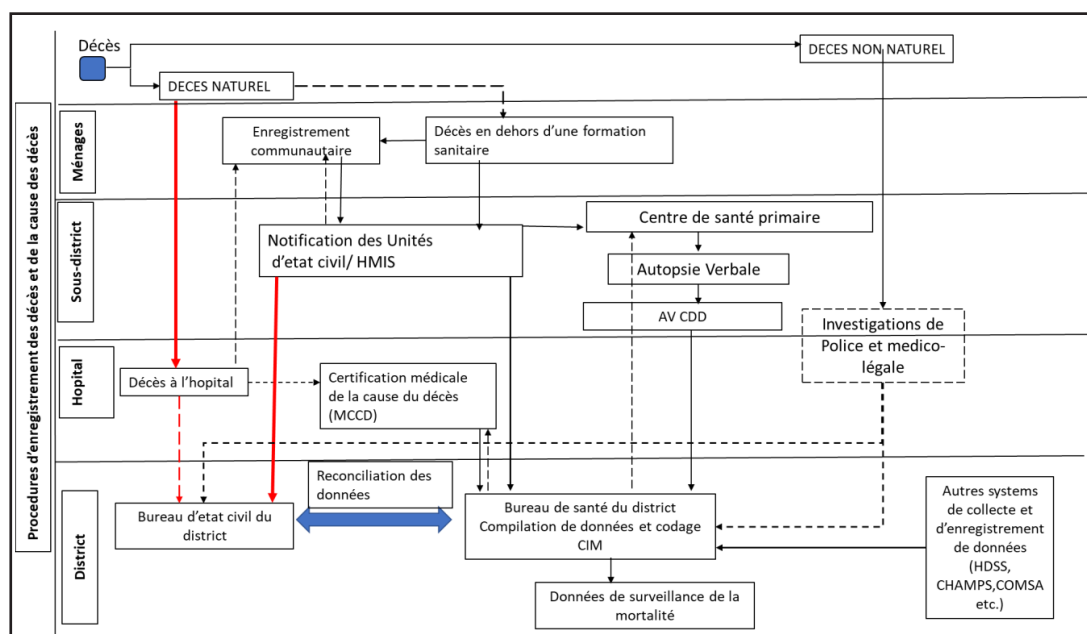 Procedures d'enregistrement des décès et de la cause des décès
Décès
DECES NON NATUREL
DECES NATUREL
Ménages
Enregistrement
communautaire
Décès en dehors d'une formation
sanitaire
Sous-district
Notification des Unités
d'etat civil/ HMIS
Centre de santé primaire
Autopsie Verbale
AV CDD
Investigations de
Police et medico-
légale
Hopital
Décès à l'hopital
Certification médicale
de la cause du décès
(MCCD)
District
Reconciliation des
données
Bureau d'etat civil du
district
Bureau de santé du district
Compilation de données et codage
CIM
Autres systems
de collecte et
d'enregistrement
de données
(HDSS,
CHAMPS,COMSA
etc.)
Données de surveillance de la
mortalité